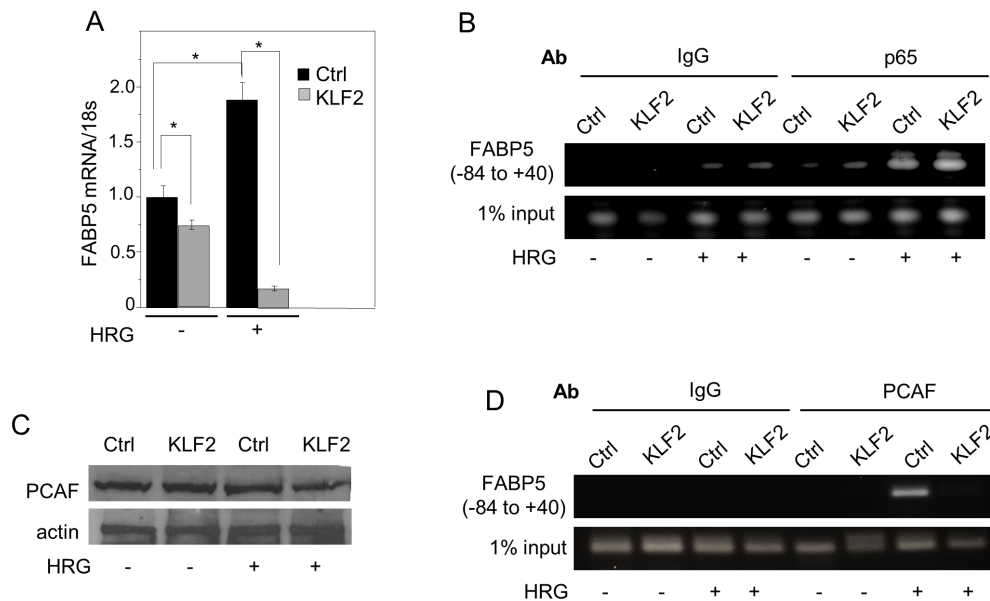 A
FABP5 mRNA/18s
2.0
1.5
1.0
0.5
0
* * *
Ctrl
KLF2
HRG - +
B
Ab IgG p65
Ctrl KLF2 Ctrl KLF2 Ctrl KLF2 Ctrl KLF2
FABP5
(-84 to +40)
1% input
HRG - - + + - - + +
C
Ctrl KLF2 Ctrl KLF2
PCAF
actin
HRG - - + +
D
Ab IgG PCAF
Ctrl KLF2 Ctrl KLF2 Ctrl KLF2 Ctrl KLF2
FABP5
(-84 to +40)
1% input
HRG - - + + - - + +